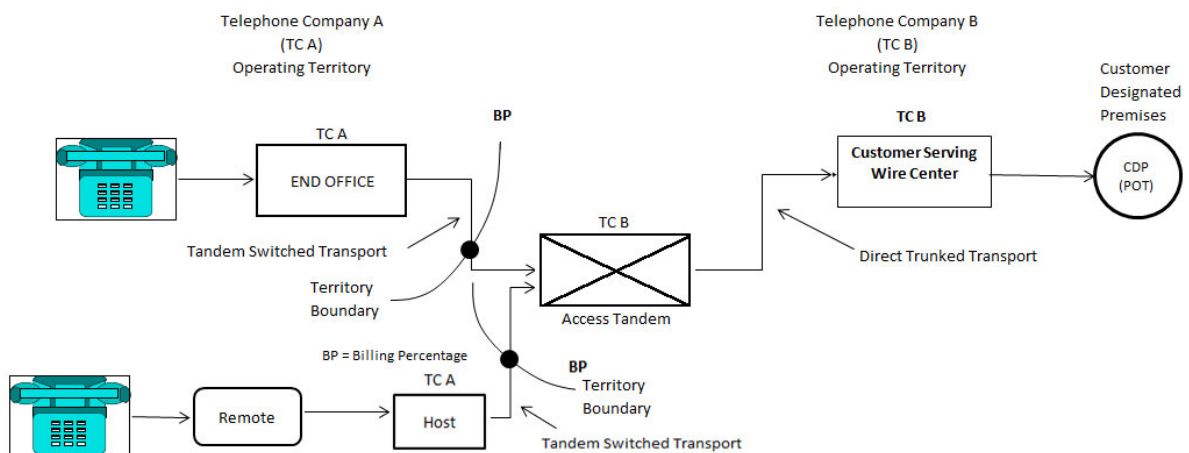 Telephone Company A
(TC A)
Operating Territory
Telephone Company B
(TC B)
Operating Territory
Customer
Designated
Premises
BP
TC A
END OFFICE
TC B
Customer Serving
Wire Center
CDP
(POT)
Tandem Switched Transport
TC B
Direct Trunked Transport
Territory
Boundary
Access Tandem
BP = Billing Percentage
BP
TC A
Territory
Boundary
Remote
Host
Tandem Switched Transport